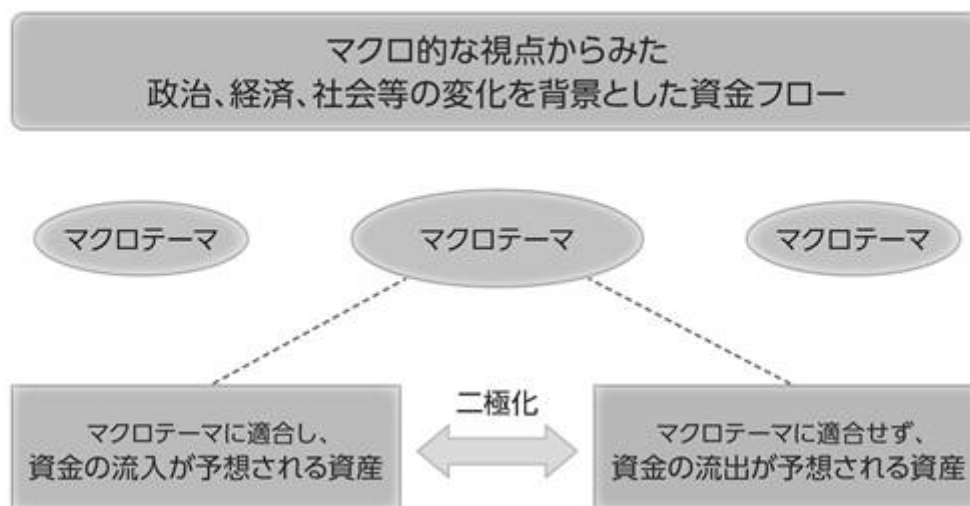 マクロ的な視点からみた
政治、経済、社会等の変化を背景とした資金フロー
マクロテーマ
マクロテーマ
マクロテーマ
二極化
マクロテーマに適合し、
資金の流入が予想される資産
マクロテーマに適合せず、
資金の流出が予想される資産